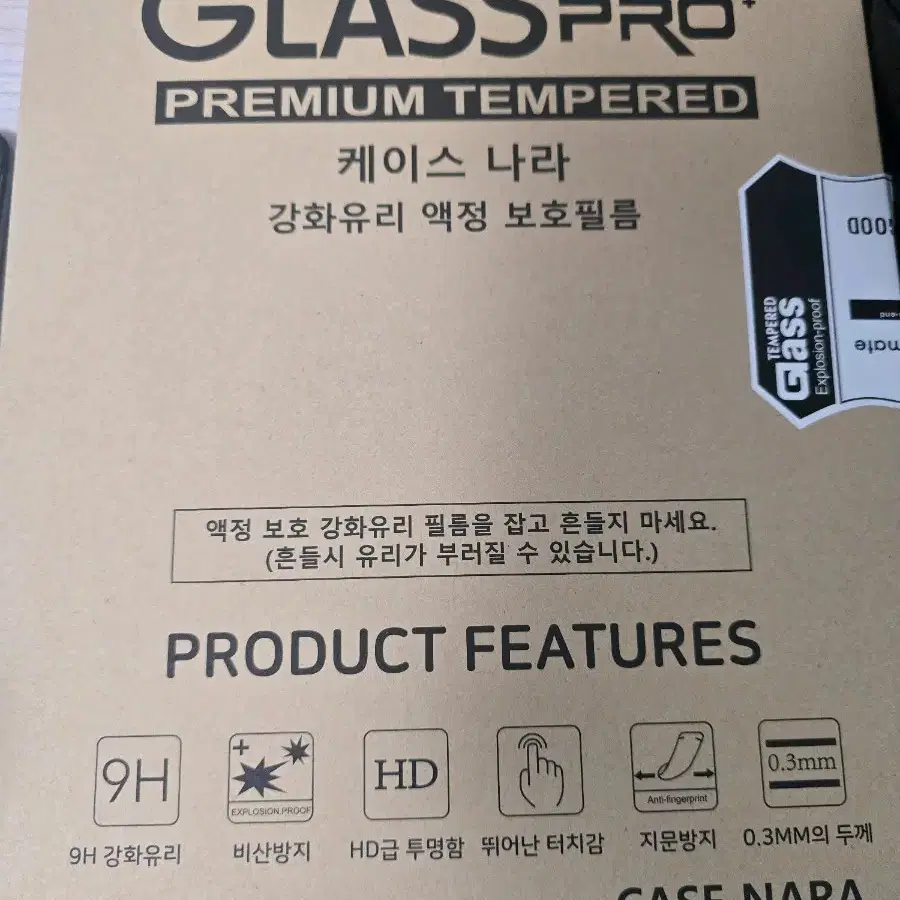 GLASSPRO+
PREMIUM TEMPERED
케이스 나라
강화유리 액정 보호필름
TEMPERED
Glass
Explosion-proof
액정 보호 강화유리 필름을 잡고 흔들지 마세요.
(흔들시 유리가 부러질 수 있습니다.)
PRODUCT FEATURES
9H
EXPLOSION.PROOF
HD
Anti-fingerprint
0.3mm
9H 강화유리
비산방지
HD급 투명함
뛰어난 터치감
지문방지
0.3MM의 두께
CASE NARA